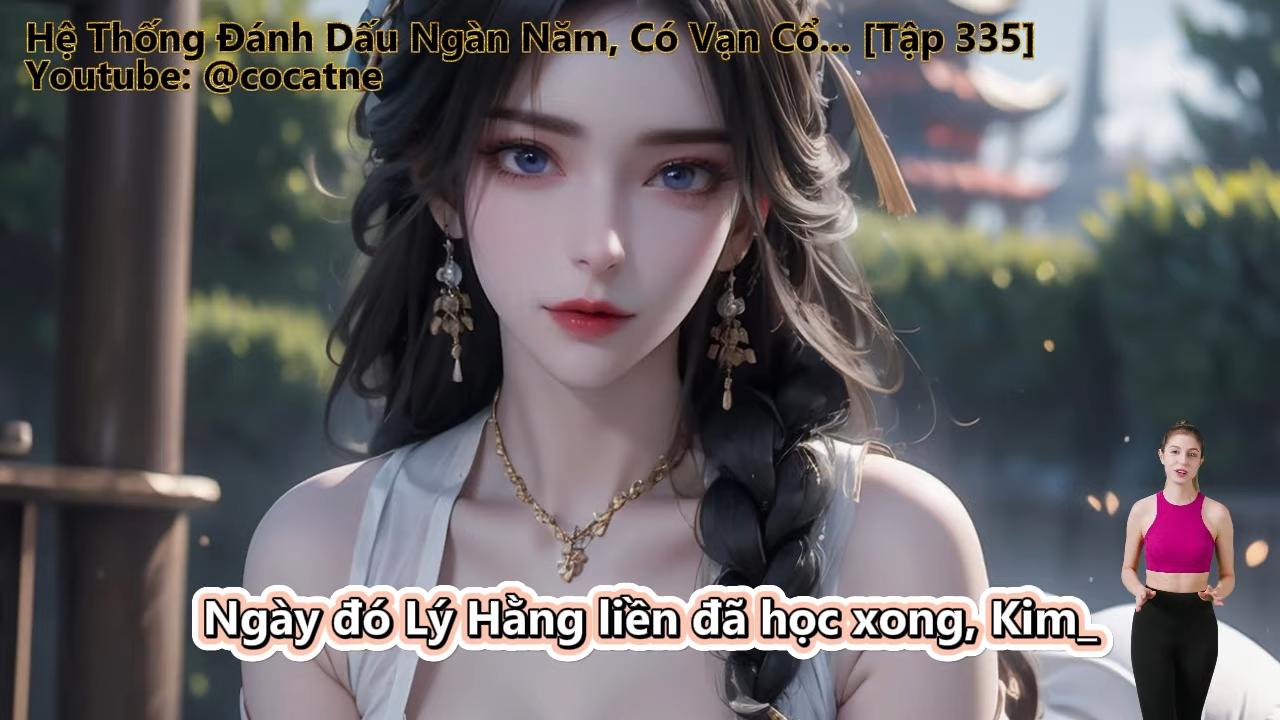 Hệ Thống Đánh Dấu Ngàn Năm, Có Vạn Cổ... [Tập 335]
Youtube: @cocatne
Ngày đó Lý Hằng liền đã học xong, Kim_